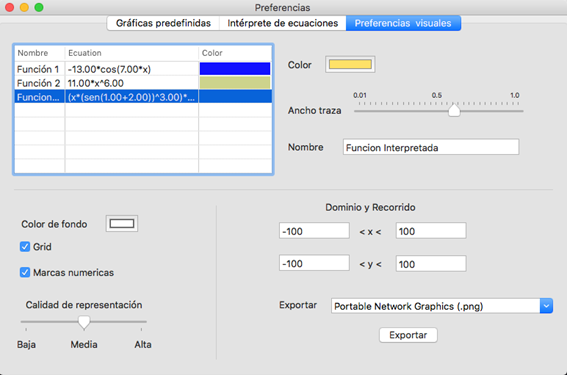 Preferencias
Gráficas predefinidas Intérprete de ecuaciones Preferencias visuales
Nombre Ecuation Color
Función 1 -13.00*cos(7.00*x)
Función 2 11.00*x^6.00
Funcion... (x*(sen(1.00+2.00))^3.00)*...
Color
0.01 0.5 1.0
Ancho traza
Nombre Funcion Interpretada
Color de fondo
Grid
Marcas numericas
Calidad de representación
Baja Media Alta
Dominio y Recorrido
-100 < x < 100
-100 < y < 100
Exportar Portable Network Graphics (.png)
Exportar